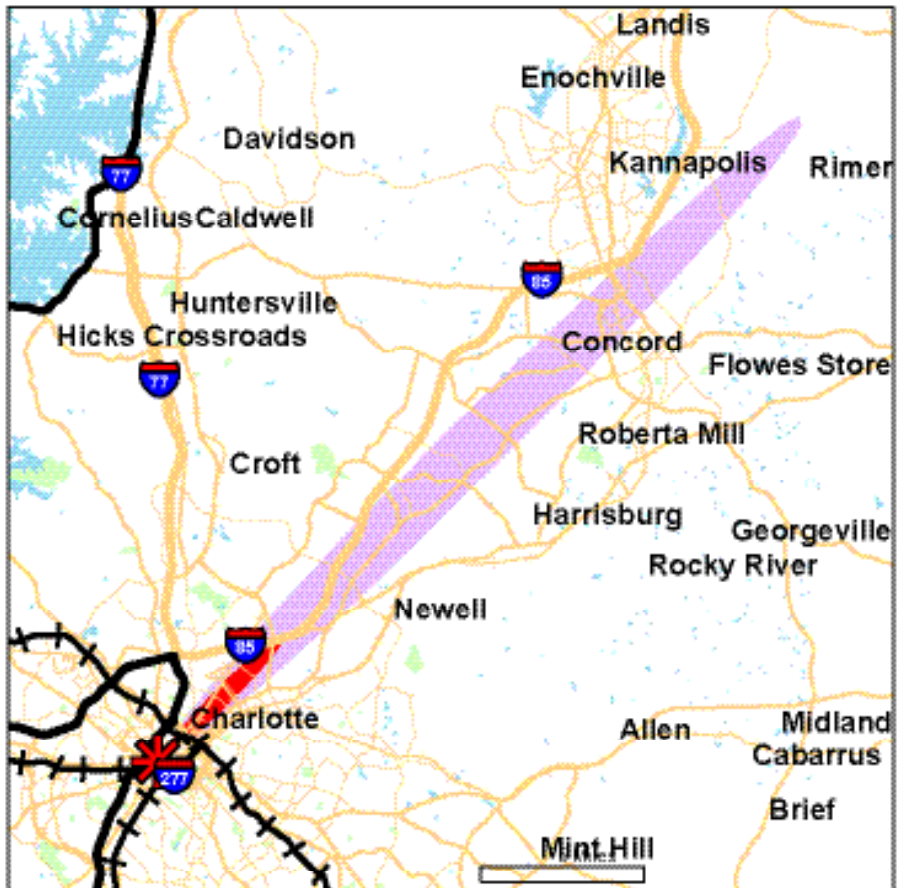 Landis
Enochville
Davidson
Kannapolis
Rimer
77
Cornelius Caldwell
85
Huntersville
Hicks Crossroads
Concord
Flowes Store
77
Roberta Mill
Croft
Harrisburg
Georgeville
Rocky River
Newell
85
Charlotte
Allen
Midland
Cabarrus
277
Brief
Mint Hill